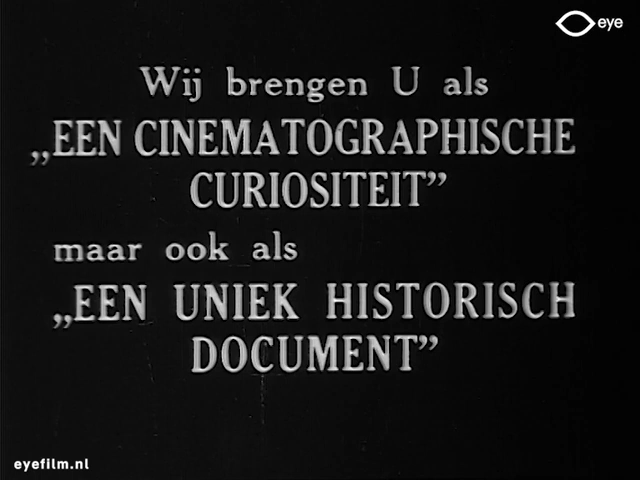 eye
Wij brengen U als
„EEN CINEMATOGRAPHISCHE
CURIOSITEIT”
maar ook als
„EEN UNIEK HISTORISCH
DOCUMENT”
eyefilm.nl